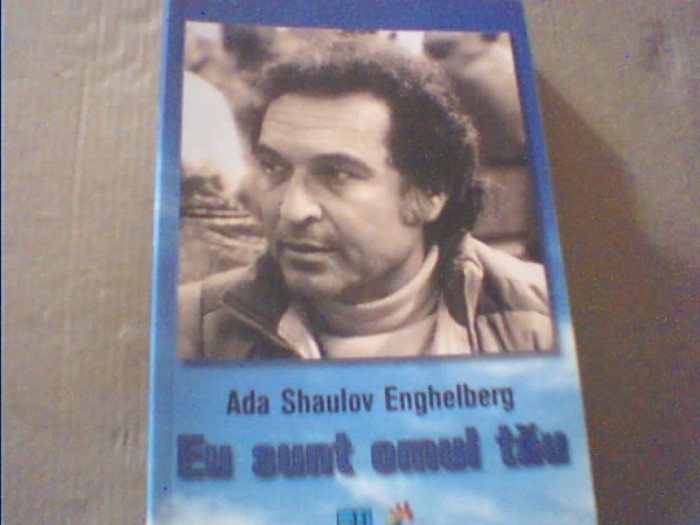 Ada Shaulov Enghelberg
Eu sunt omul tău